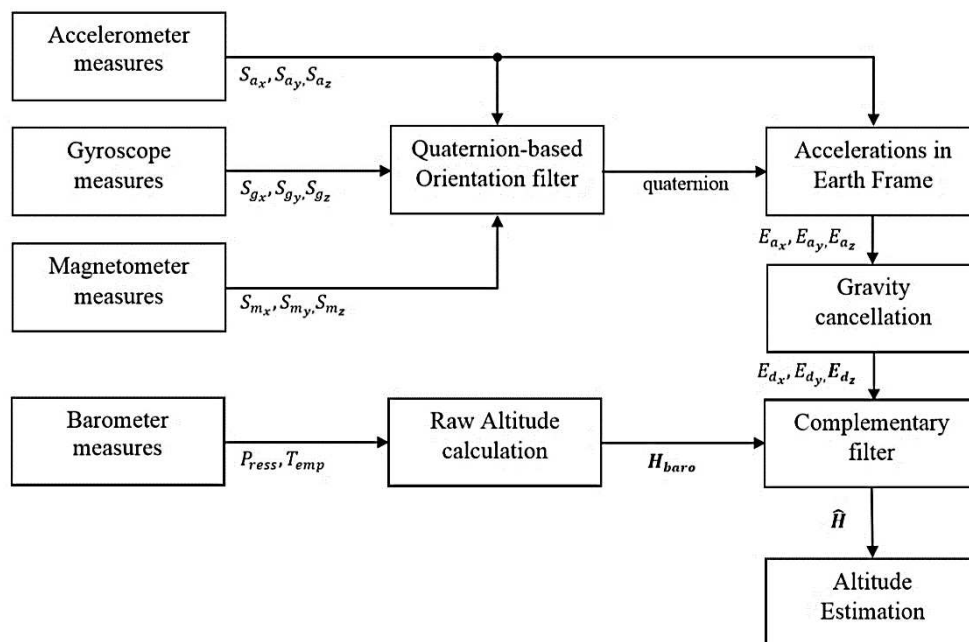 Accelerometer
measures
S_{a_x}, S_{a_y}, S_{a_z}
Gyroscope
measures
S_{g_x}, S_{g_y}, S_{g_z}
Quaternion-based
Orientation filter
quaternion
Accelerations in
Earth Frame
E_{a_x}, E_{a_y}, E_{a_z}
Magnetometer
measures
S_{m_x}, S_{m_y}, S_{m_z}
Gravity
cancellation
E_{d_x}, E_{d_y}, E_{d_z}
Barometer
measures
P_{ress}, T_{emp}
Raw Altitude
calculation
H_{baro}
Complementary
filter
Ĥ
Altitude
Estimation